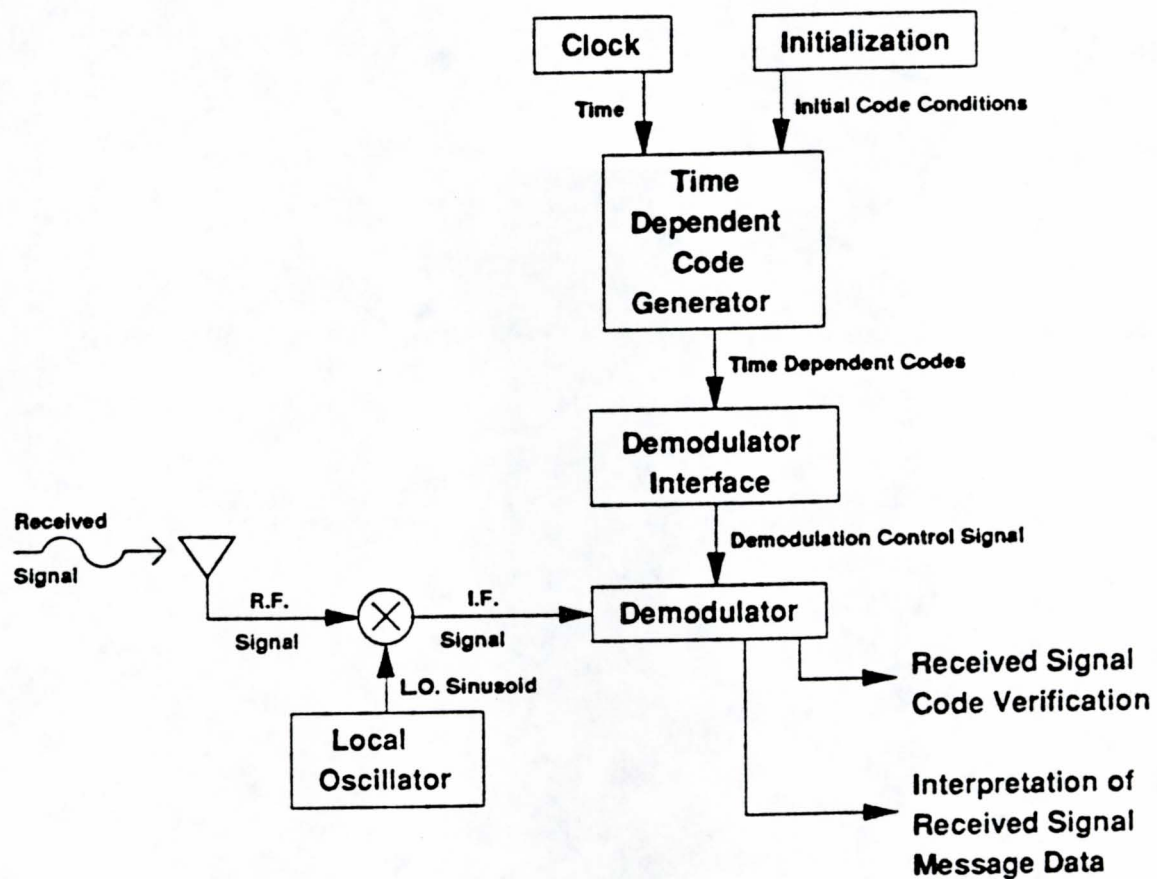 Clock
Initialization
Time
Initial Code Conditions
Time
Dependent
Code
Generator
Time Dependent Codes
Demodulator
Interface
Demodulation Control Signal
Received
Signal
R.F.
Signal
I.F.
Signal
Demodulator
L.O. Sinusoid
Local
Oscillator
Received Signal
Code Verification
Interpretation of
Received Signal
Message Data